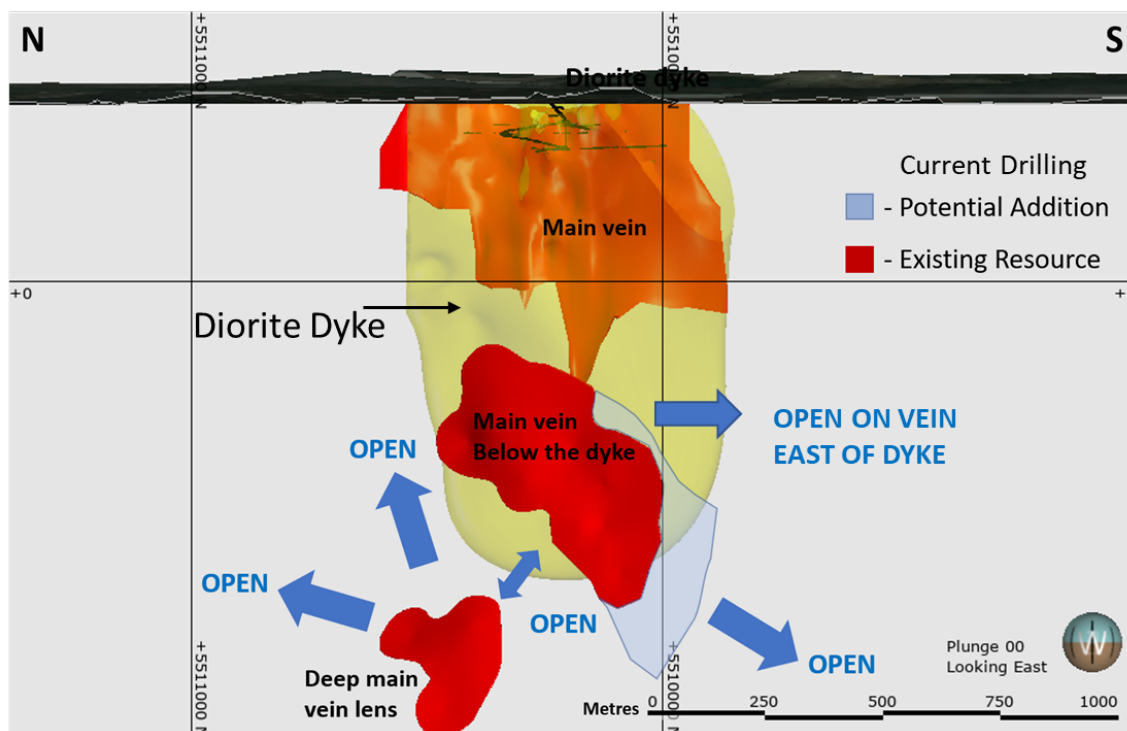 N
S
+5511000 N
+5510000 N
Diorite dyke
Current Drilling
- Potential Addition
- Existing Resource
Main vein
+0
+
Diorite Dyke
Main vein
Below the dyke
OPEN ON VEIN
EAST OF DYKE
OPEN
OPEN
OPEN
OPEN
Deep main
vein lens
+5511000 N
+5510000 N
Plunge 00
Looking East
W
Metres
0
250
500
750
1000